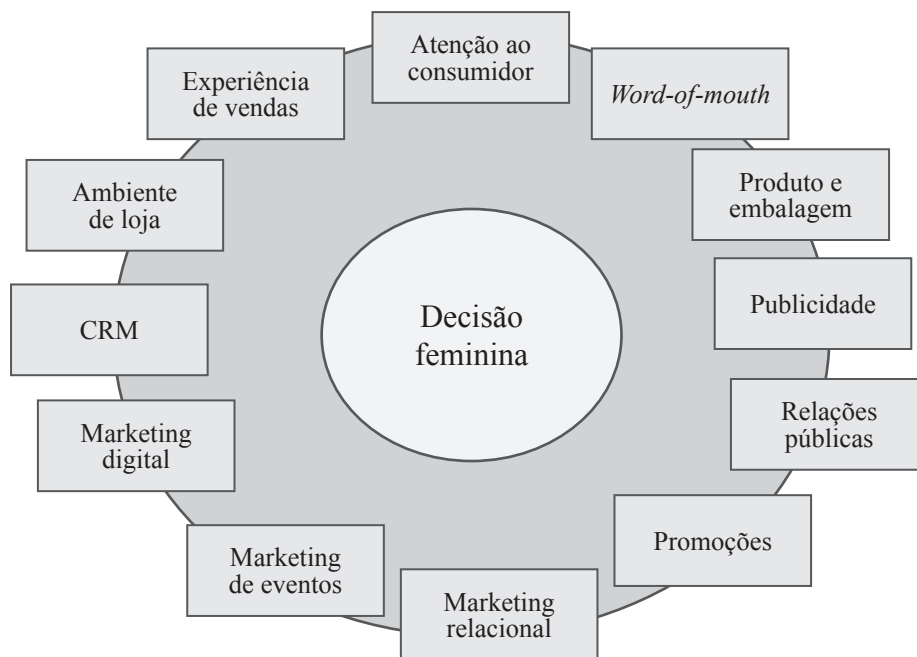 Atenção ao
consumidor
Word-of-mouth
Produto e
embalagem
Publicidade
Relações
públicas
Promoções
Marketing
relacional
Marketing
de eventos
Marketing
digital
CRM
Ambiente
de loja
Experiência
de vendas
Decisão
feminina